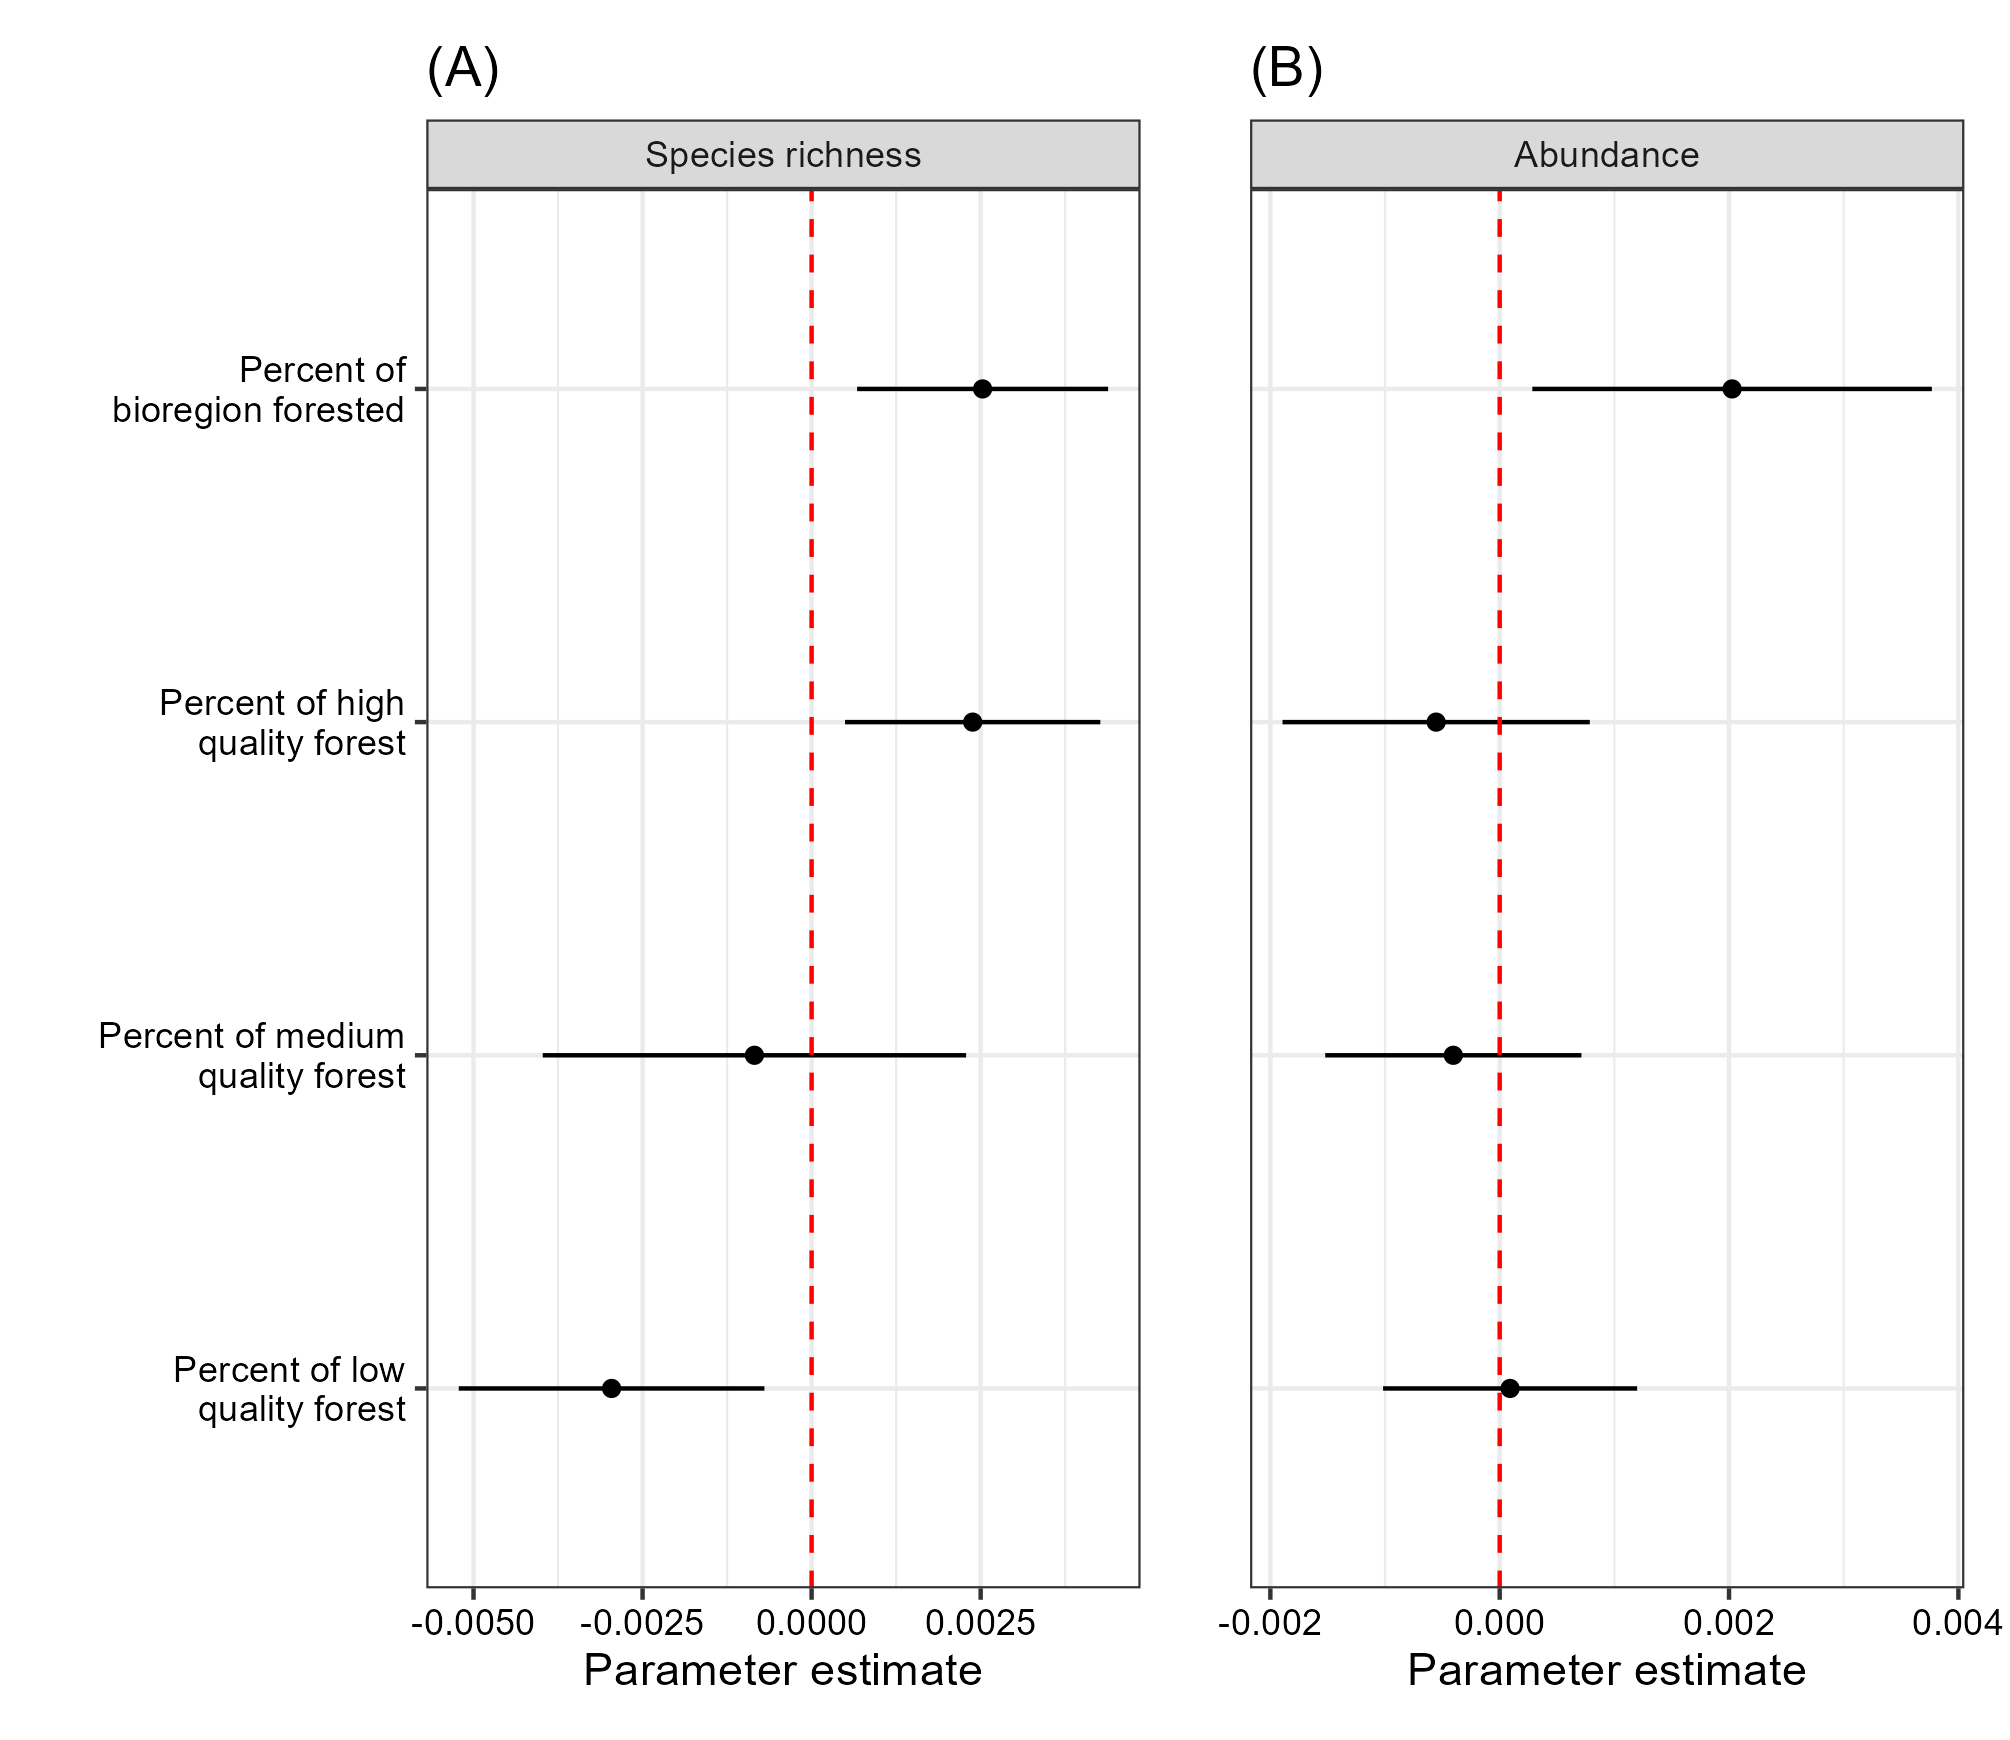 (A)
(B)
Species richness
Abundance
Percent of
bioregion forested
Percent of high
quality forest
Percent of medium
quality forest
Percent of low
quality forest
-0.0050
-0.0025
0.0000
0.0025
-0.002
0.000
0.002
0.004
Parameter estimate
Parameter estimate